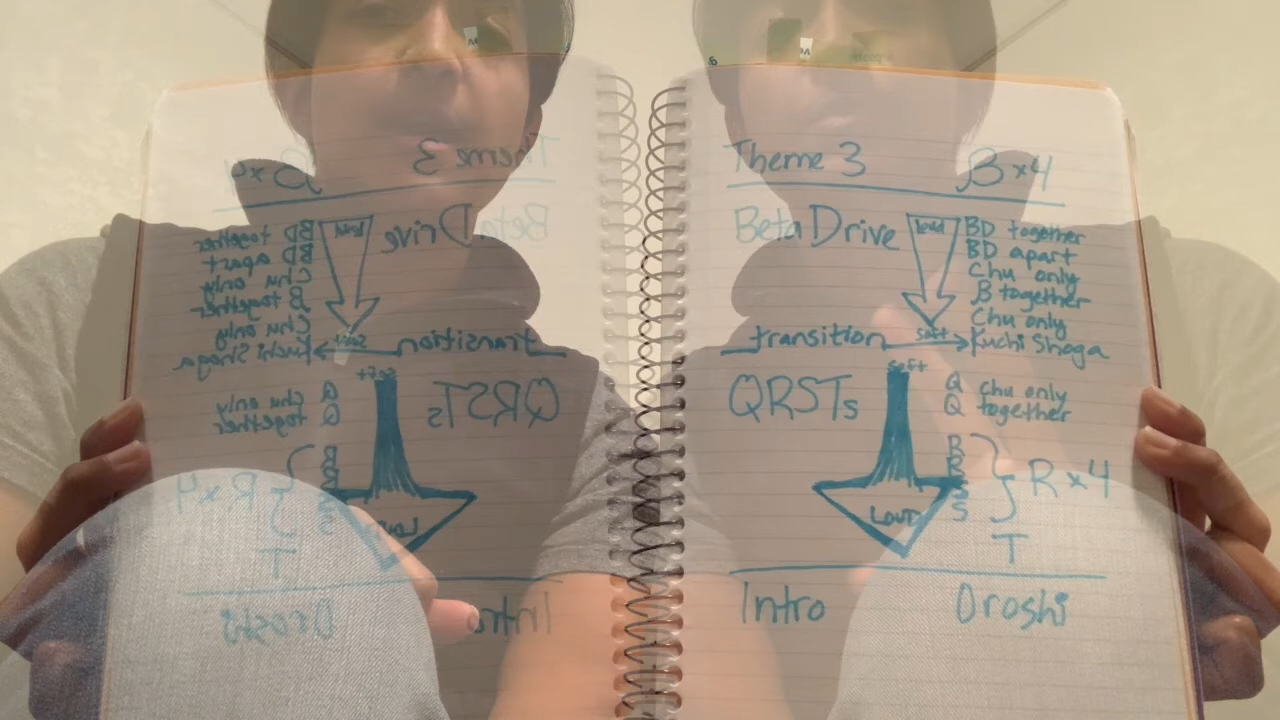 Theme 3 B x4
Beta Drive loud BD together
BD apart
Chu only
B together
Chu only
transition soft Kuchi Shoga
QRSTs soft Q chu only
Q together
B
R
S
S
R x4
LOUD
T
Intro Oroshi